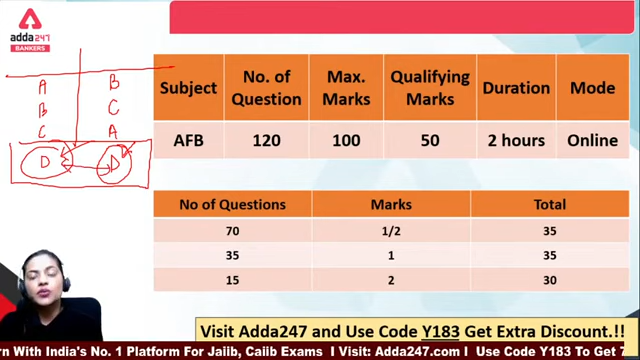 adda247
BANKERS
A B
B C
C A
D D
Subject No. of Question Max. Marks Qualifying Marks Duration Mode
AFB 120 100 50 2 hours Online
No of Questions Marks Total
70 1/2 35
35 1 35
15 2 30
Visit Adda247 and Use Code Y183 Get Extra Discount.!!
rn With India's No. 1 Platform For Jaiib, Caiib Exams I Visit: Adda247.com I Use Code Y183 To Get